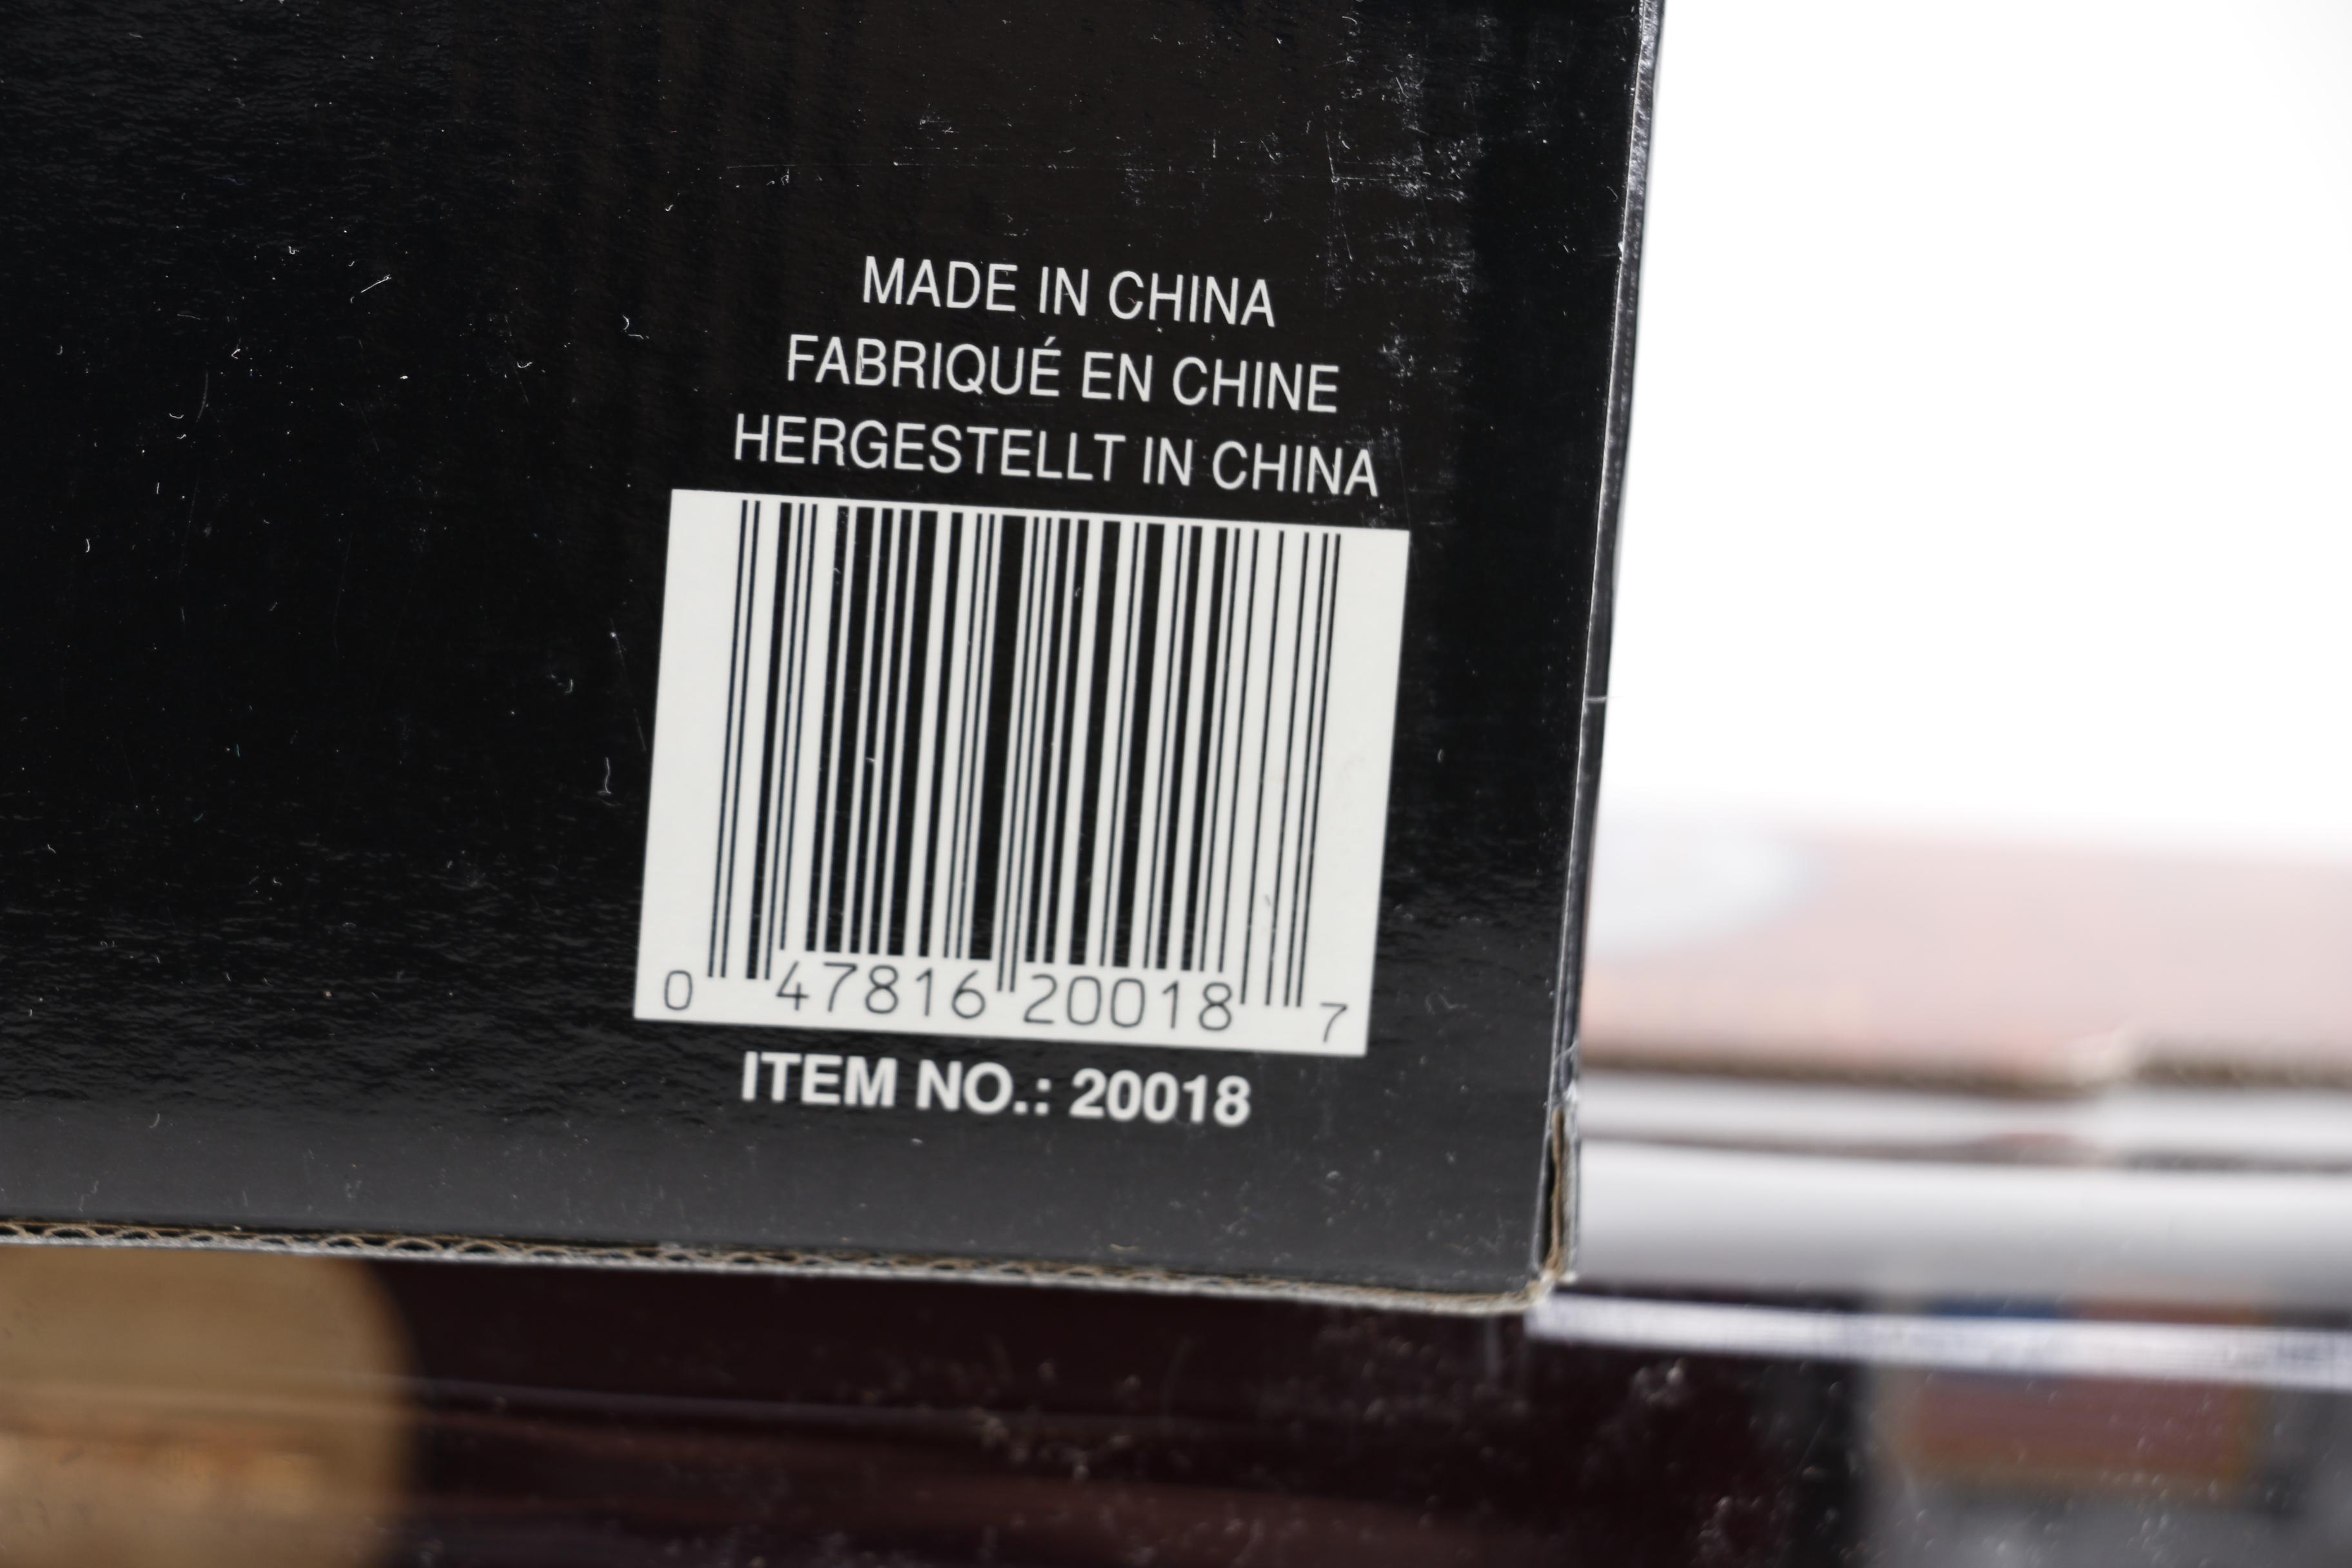 MADE IN CHINA
FABRIQUÉ EN CHINE
HERGESTELLT IN CHINA
0 47816 20018 7
ITEM NO.: 20018